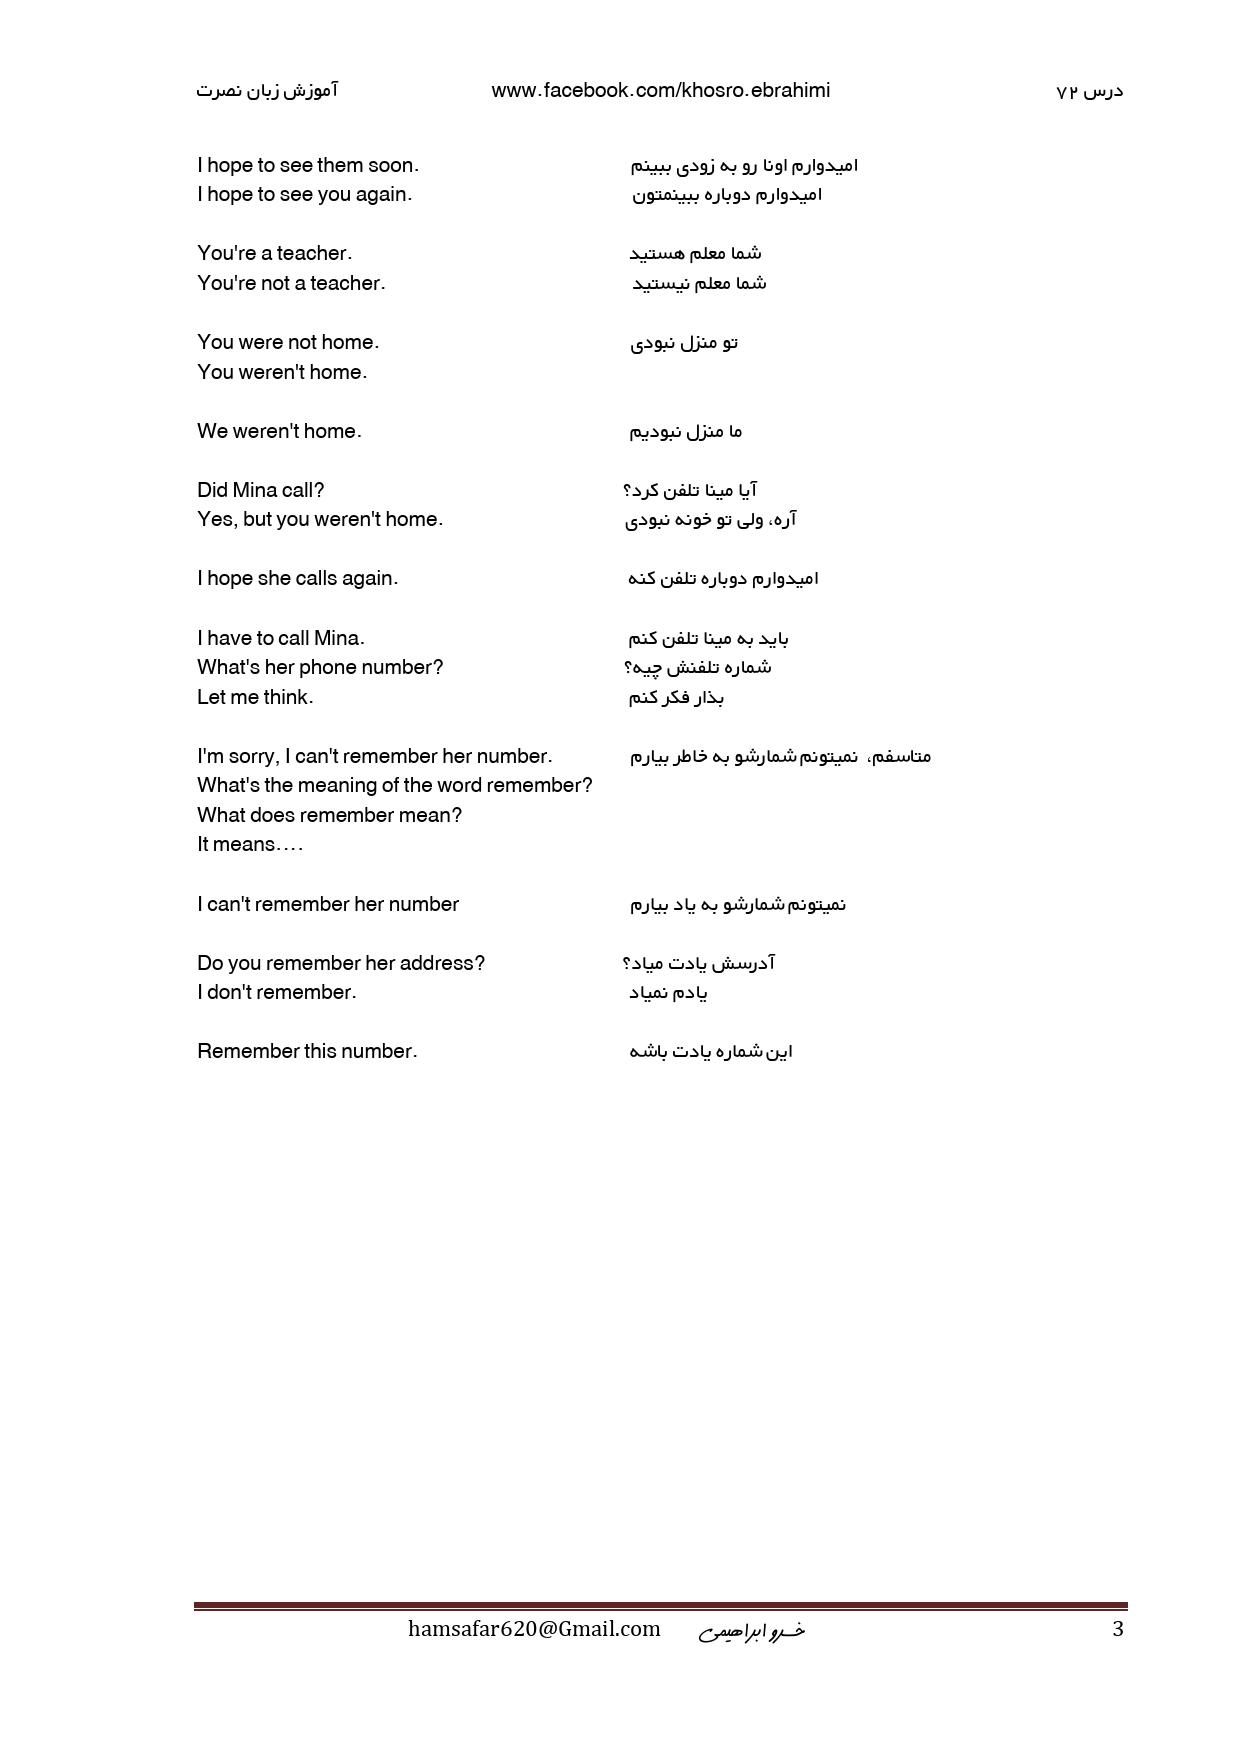 آموزش زبان نصرت www.facebook.com/khosro.ebrahimi درس ۷۲
I hope to see them soon. امیدوارم اونا رو به زودی ببینم
I hope to see you again. امیدوارم دوباره ببینمتون
You're a teacher. شما معلم هستید
You're not a teacher. شما معلم نیستید
You were not home. تو منزل نبودی
You weren't home.
We weren't home. ما منزل نبودیم
Did Mina call? آیا مینا تلفن کرد؟
Yes, but you weren't home. آره، ولی تو خونه نبودی
I hope she calls again. امیدوارم دوباره تلفن کنه
I have to call Mina. باید به مینا تلفن کنم
What's her phone number? شماره تلفنش چیه؟
Let me think. بذار فکر کنم
I'm sorry, I can't remember her number. متاسفم، نمیتونم شمارشو به خاطر بیارم
What's the meaning of the word remember?
What does remember mean?
It means....
I can't remember her number نمیتونم شمارشو به یاد بیارم
Do you remember her address? آدرسش یادت میاد؟
I don't remember. یادم نمیاد
Remember this number. این شماره یادت باشه
hamsafar620@Gmail.com خسرو ابراهیمی 3